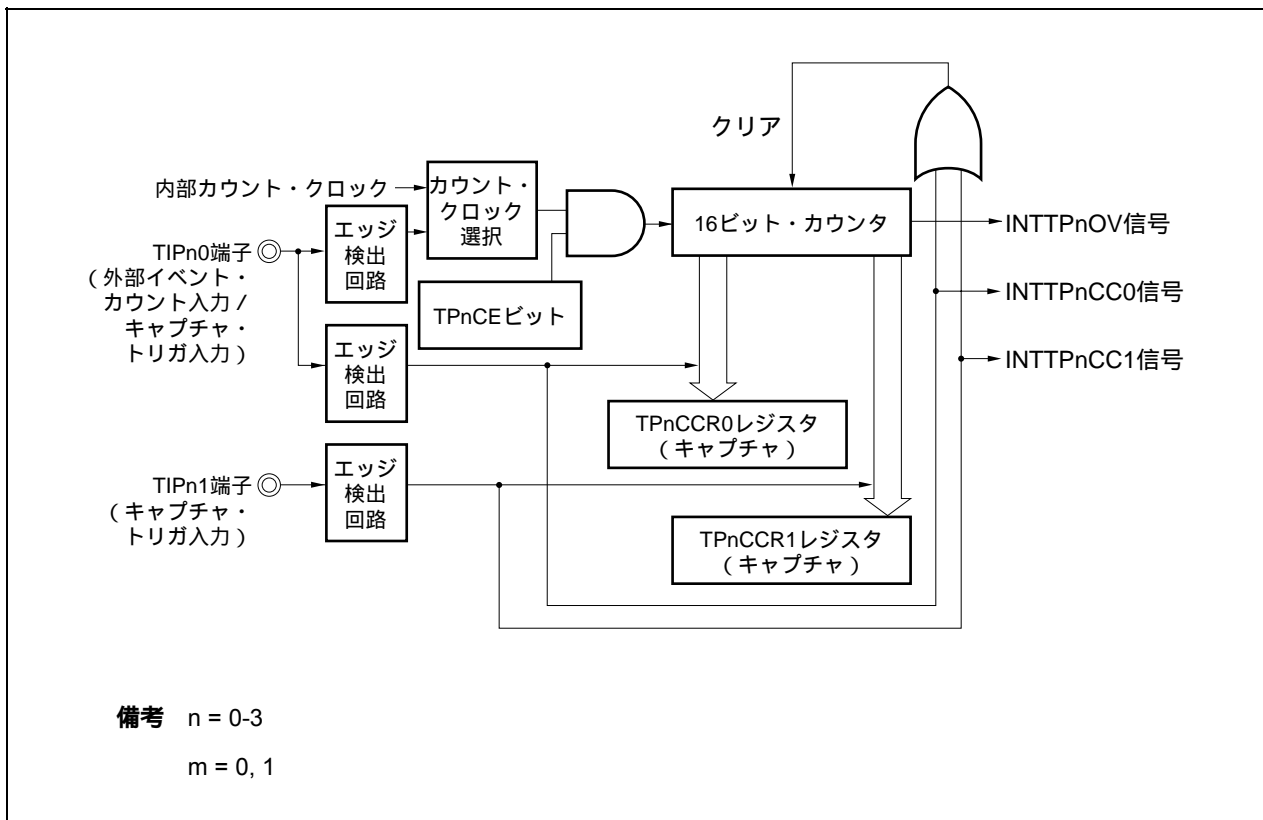 クリア
内部カウント・クロック
カウント・
クロック
選択
エッジ
検出
回路
TIPn0端子
（外部イベント・
カウント入力／
キャプチャ・
トリガ入力）
TPnCEビット
16ビット・カウンタ
INTTPnOV信号
INTTPnCC0信号
INTTPnCC1信号
エッジ
検出
回路
TPnCCR0レジスタ
（キャプチャ）
TIPn1端子
（キャプチャ・
トリガ入力）
エッジ
検出
回路
TPnCCR1レジスタ
（キャプチャ）
備考 n = 0-3
m = 0, 1